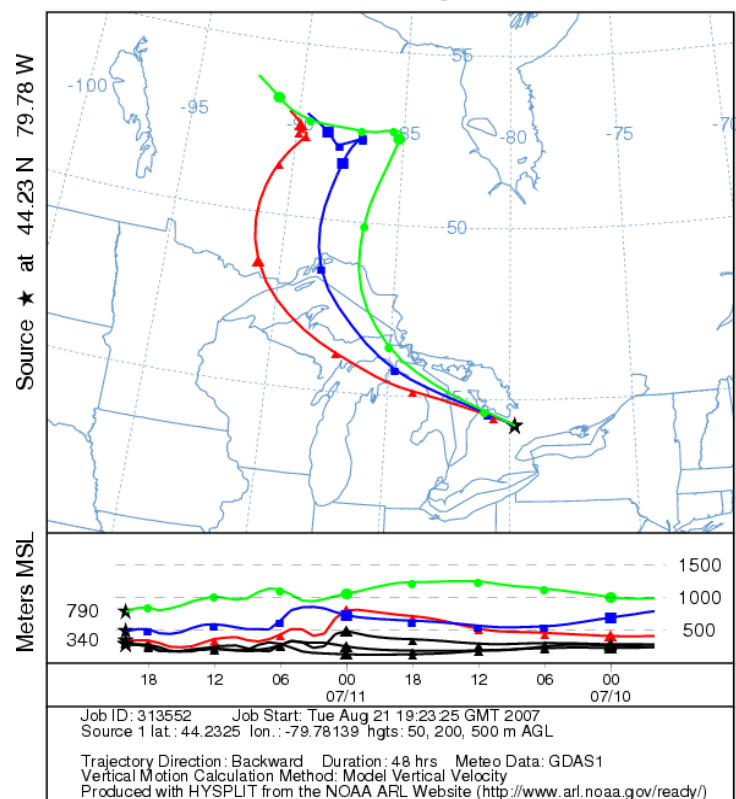 Source ★ at 44.23 N 79.78 W
-100
-95
-90
-85
-80
-75
-70
55
50
Meters MSL
1500
1000
500
790
340
18 12 06 00 18 12 06 00
07/11 07/10
Job ID: 313552 Job Start: Tue Aug 21 19:23:25 GMT 2007
Source 1 lat.: 44.2325 lon.: -79.78139 hgts: 50, 200, 500 m AGL
Trajectory Direction: Backward Duration: 48 hrs Meteo Data: GDAS1
Vertical Motion Calculation Method: Model Vertical Velocity
Produced with HYSPLIT from the NOAA ARL Website (http://www.arl.noaa.gov/ready/)